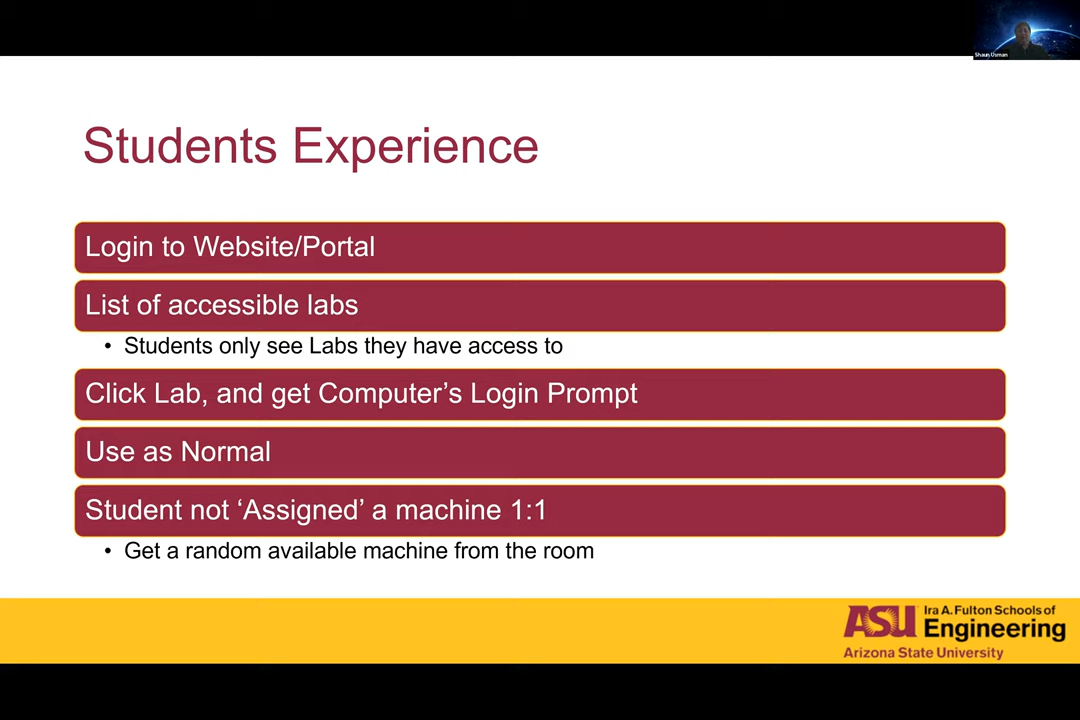 Shaun Usman
Students Experience
Login to Website/Portal
List of accessible labs
• Students only see Labs they have access to
Click Lab, and get Computer’s Login Prompt
Use as Normal
Student not ‘Assigned’ a machine 1:1
• Get a random available machine from the room
ASU Ira A. Fulton Schools of
Engineering
Arizona State University